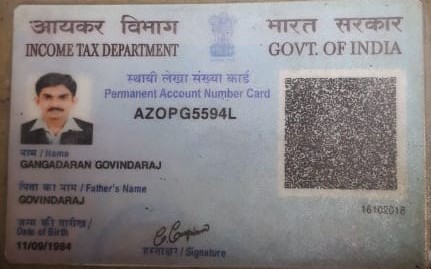 आयकर विभाग
INCOME TAX DEPARTMENT
भारत सरकार
GOVT. OF INDIA
स्थायी लेखा संख्या कार्ड
Permanent Account Number Card
AZOPG5594L
नाम / Name
GANGADARAN GOVINDARAJ
पिता का नाम / Father's Name
GOVINDARAJ
जन्म की तारीख /
Date of Birth
11/09/1984
हस्ताक्षर / Signature
16102018